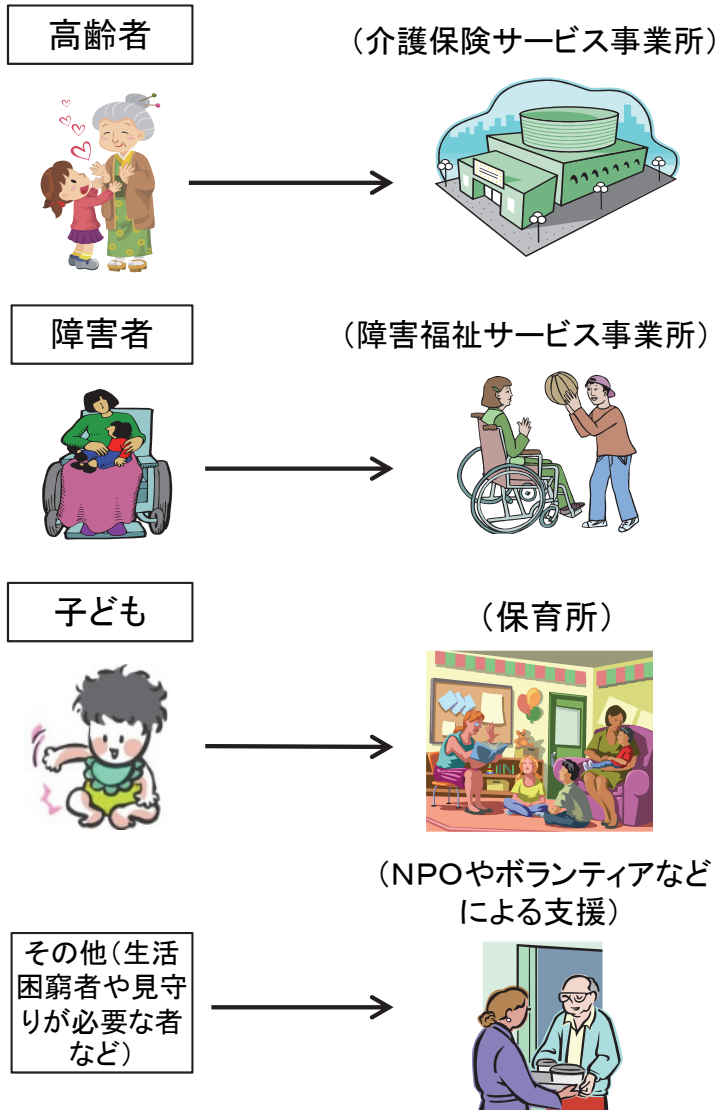 高齢者
（介護保険サービス事業所）
障害者
（障害福祉サービス事業所）
子ども
（保育所）
（ＮＰＯやボランティアなど
による支援）
その他（生活
困窮者や見守
りが必要な者
など）